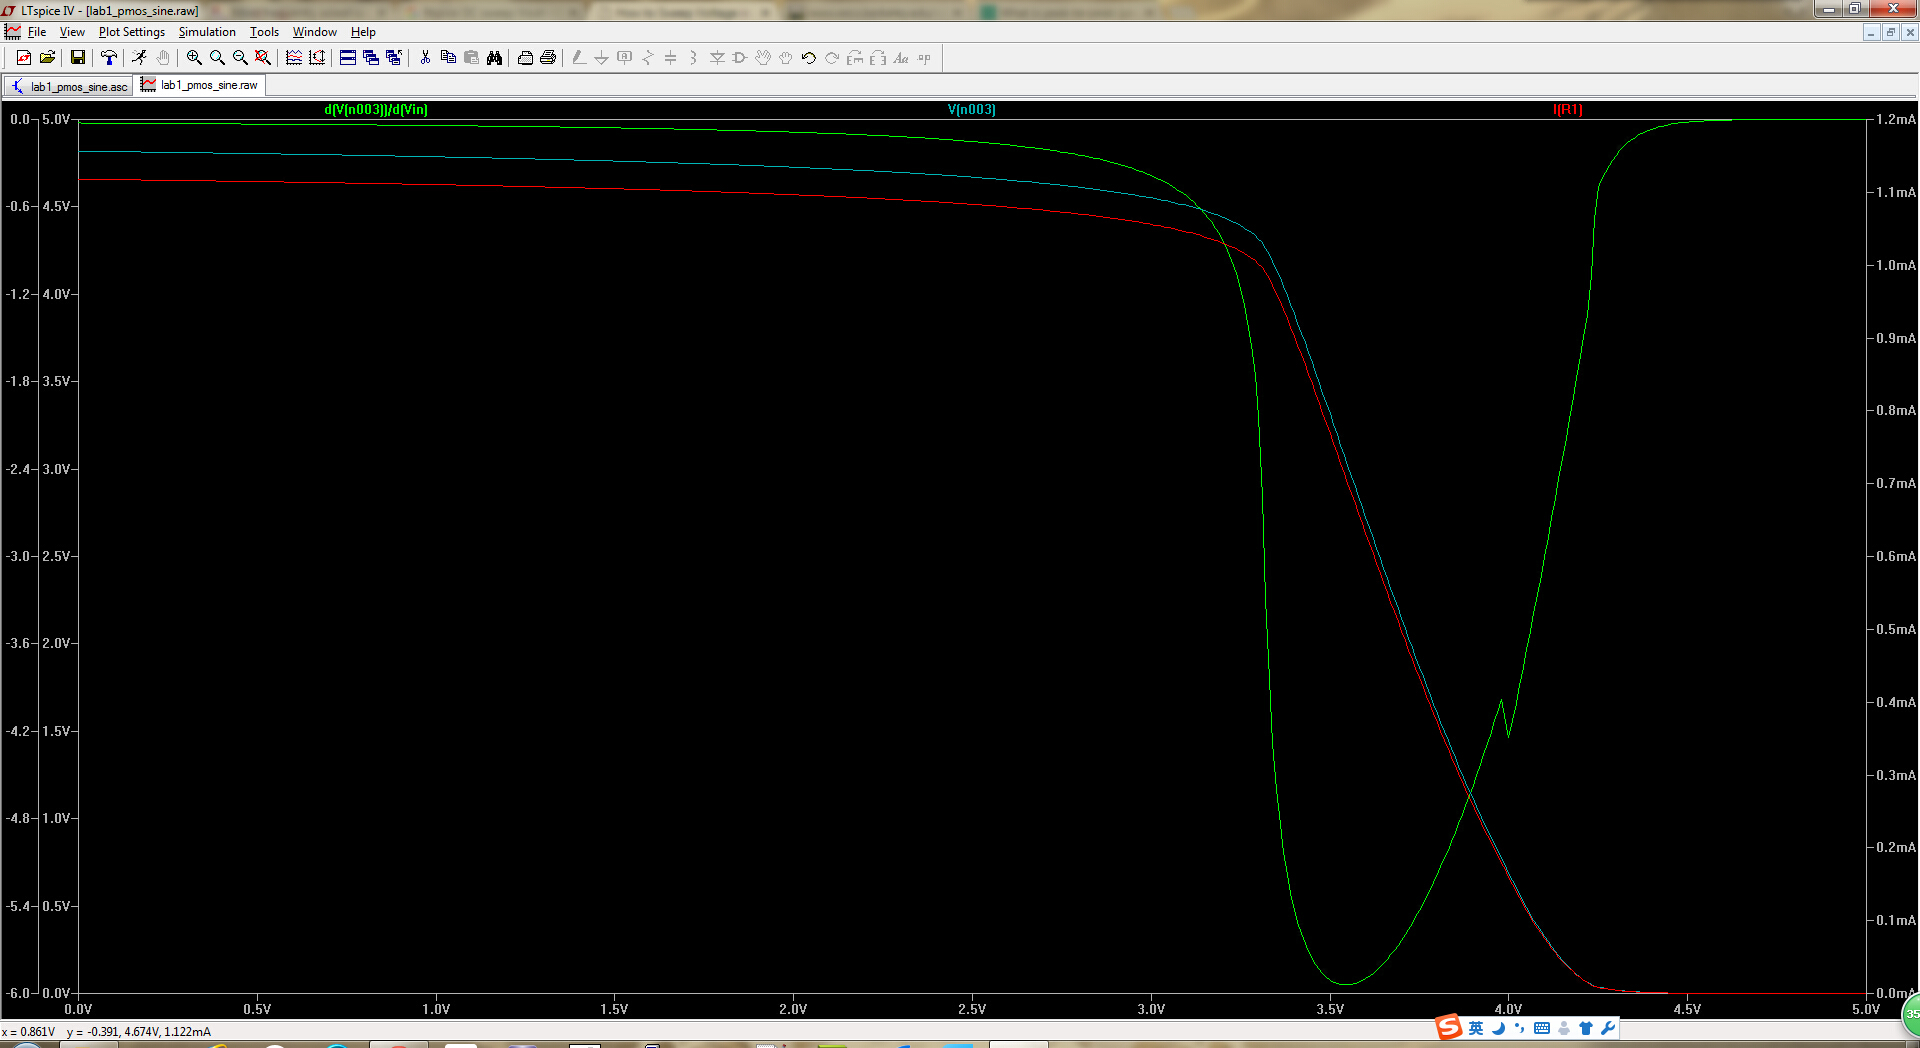 LTspice IV - [lab1_pmos_sine.raw]
File View Plot Settings Simulation Tools Window Help
lab1_pmos_sine.asc lab1_pmos_sine.raw
d(V(n003))/d(Vin) V(n003) I(R1)
0.0 5.0V 1.2mA
-0.6 4.5V 1.1mA
-1.2 4.0V 1.0mA
-1.8 3.5V 0.9mA
-2.4 3.0V 0.8mA
-3.0 2.5V 0.7mA
-3.6 2.0V 0.6mA
-4.2 1.5V 0.5mA
-4.8 1.0V 0.4mA
-5.4 0.5V 0.3mA
-6.0 0.0V 0.2mA
0.1mA
0.0mA
0.0V 0.5V 1.0V 1.5V 2.0V 2.5V 3.0V 3.5V 4.0V 4.5V 5.0V
x = 0.861V y = -0.391, 4.674V, 1.122mA
英
35